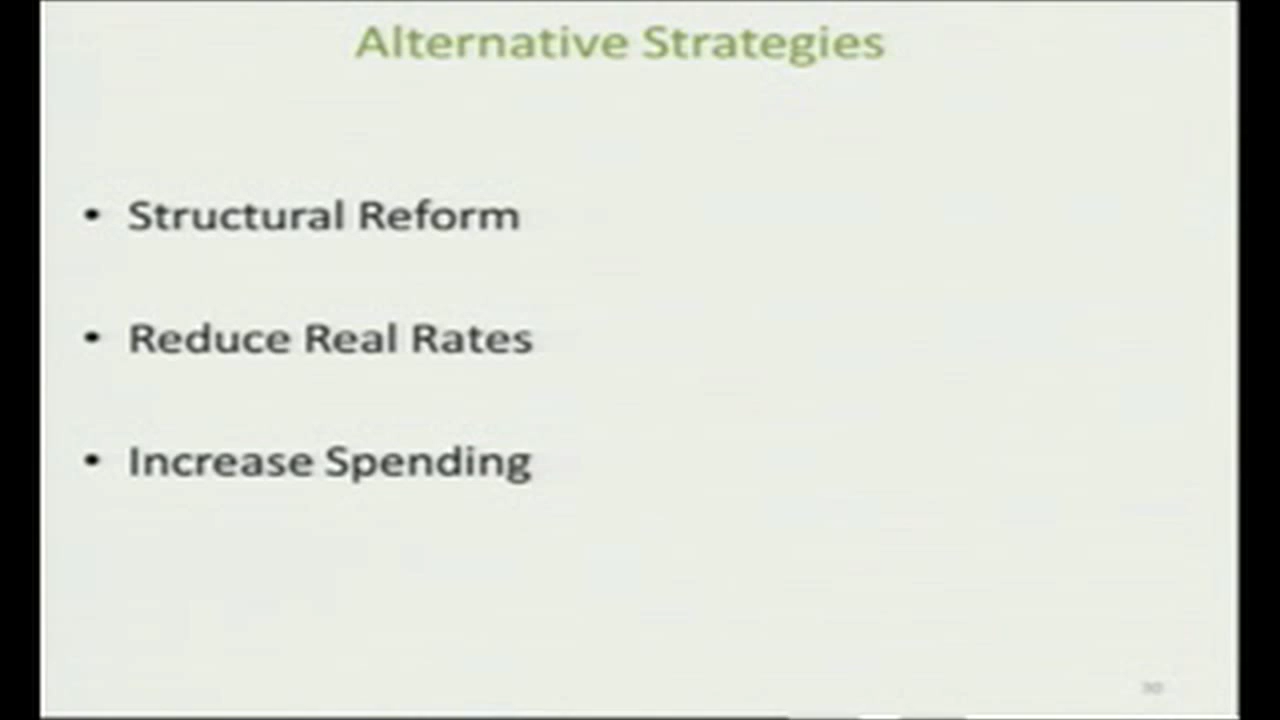 Alternative Strategies
• Structural Reform
• Reduce Real Rates
• Increase Spending